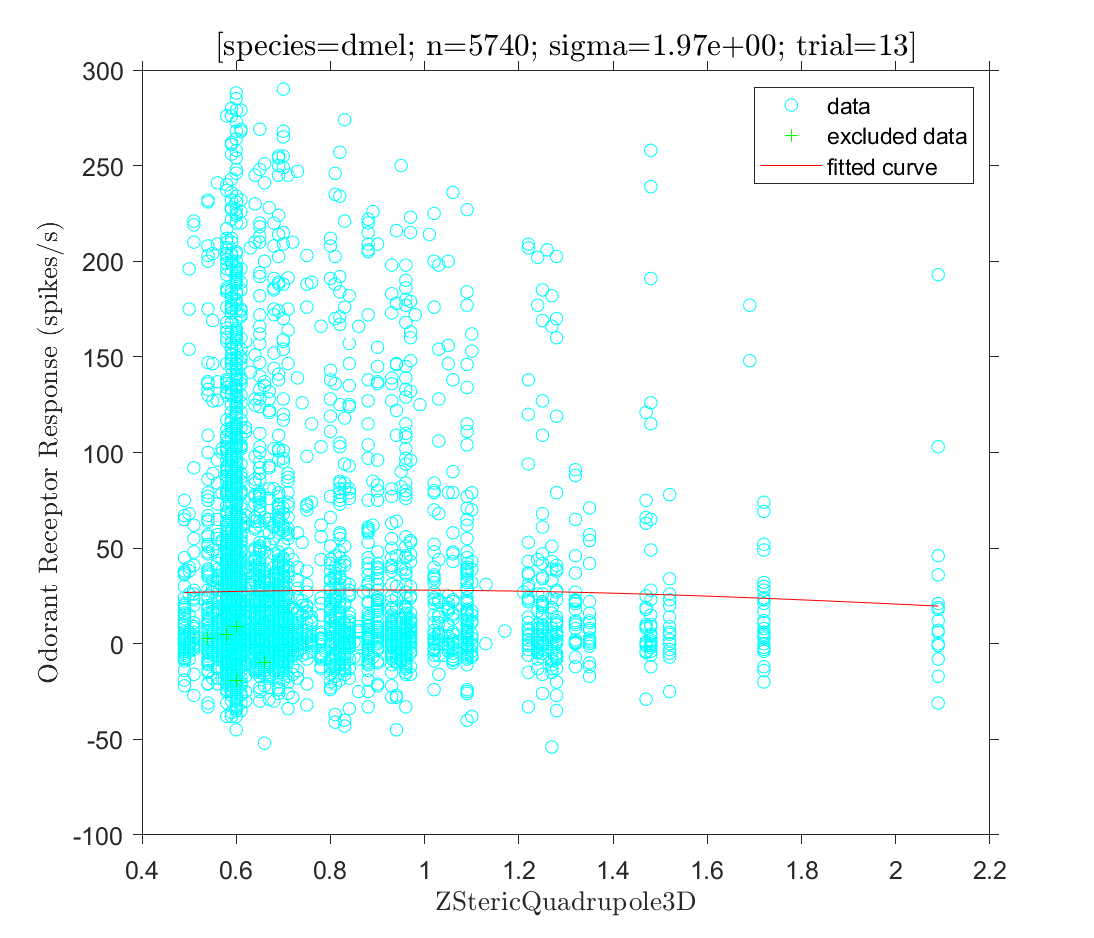 [species=dmel; n=5740; sigma=1.97e+00; trial=13]
data
excluded data
fitted curve
300
250
200
150
100
50
0
-50
-100
Odorant Receptor Response (spikes/s)
0.4 0.6 0.8 1 1.2 1.4 1.6 1.8 2 2.2
ZStericQuadrupole3D